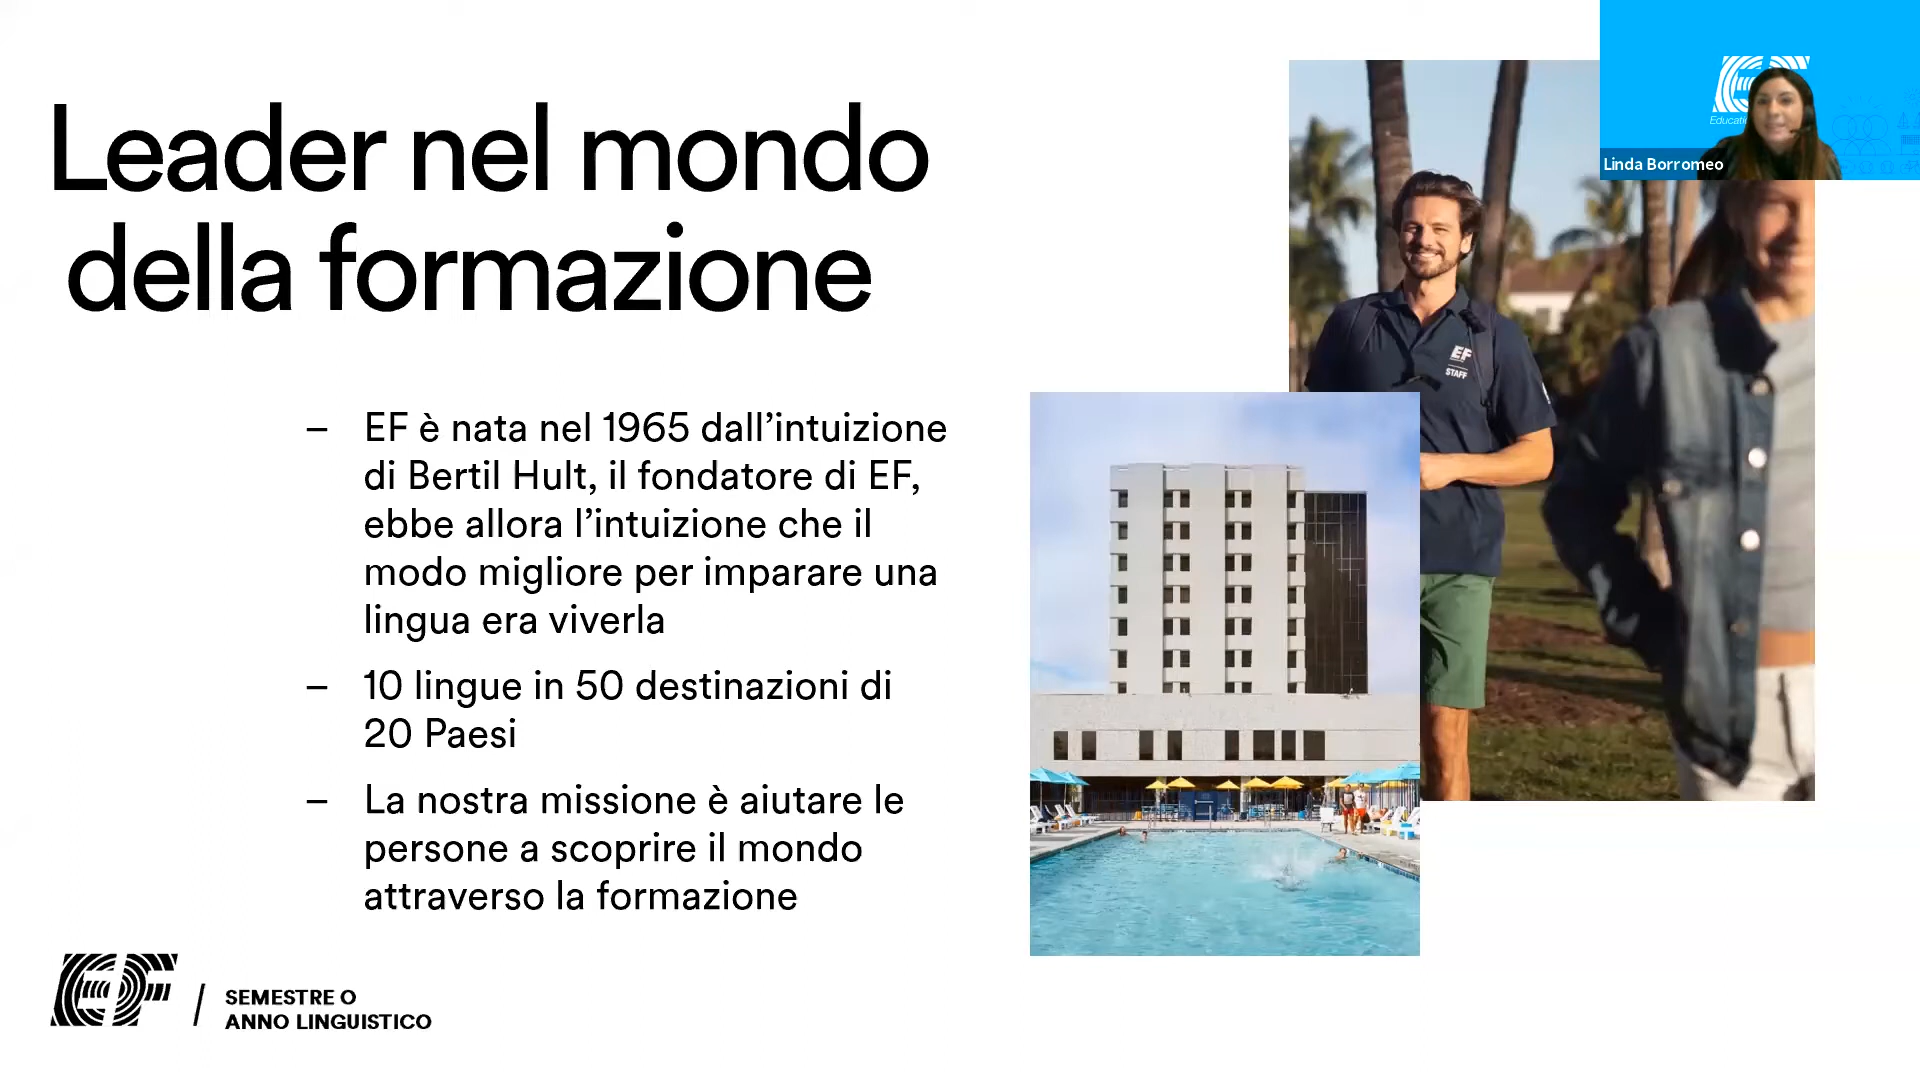 Leader nel mondo
della formazione
– EF è nata nel 1965 dall’intuizione
di Bertil Hult, il fondatore di EF,
ebbe allora l’intuizione che il
modo migliore per imparare una
lingua era viverla
– 10 lingue in 50 destinazioni di
20 Paesi
– La nostra missione è aiutare le
persone a scoprire il mondo
attraverso la formazione
EF
SEMESTRE O
ANNO LINGUISTICO
EF
STAFF
EF
Linda Borromeo